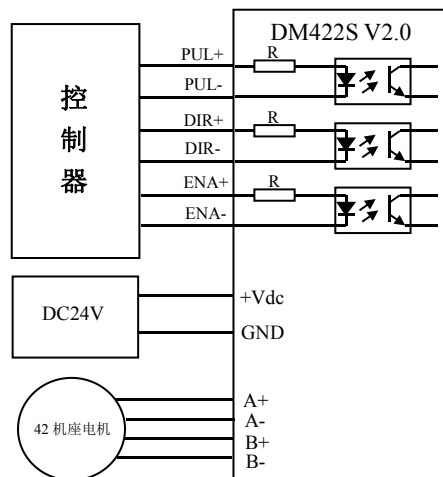 DM422S V2.0
控
制
器
PUL+
R
PUL-
DIR+
R
DIR-
ENA+
R
ENA-
DC24V
+Vdc
GND
42 机座电机
A+
A-
B+
B-